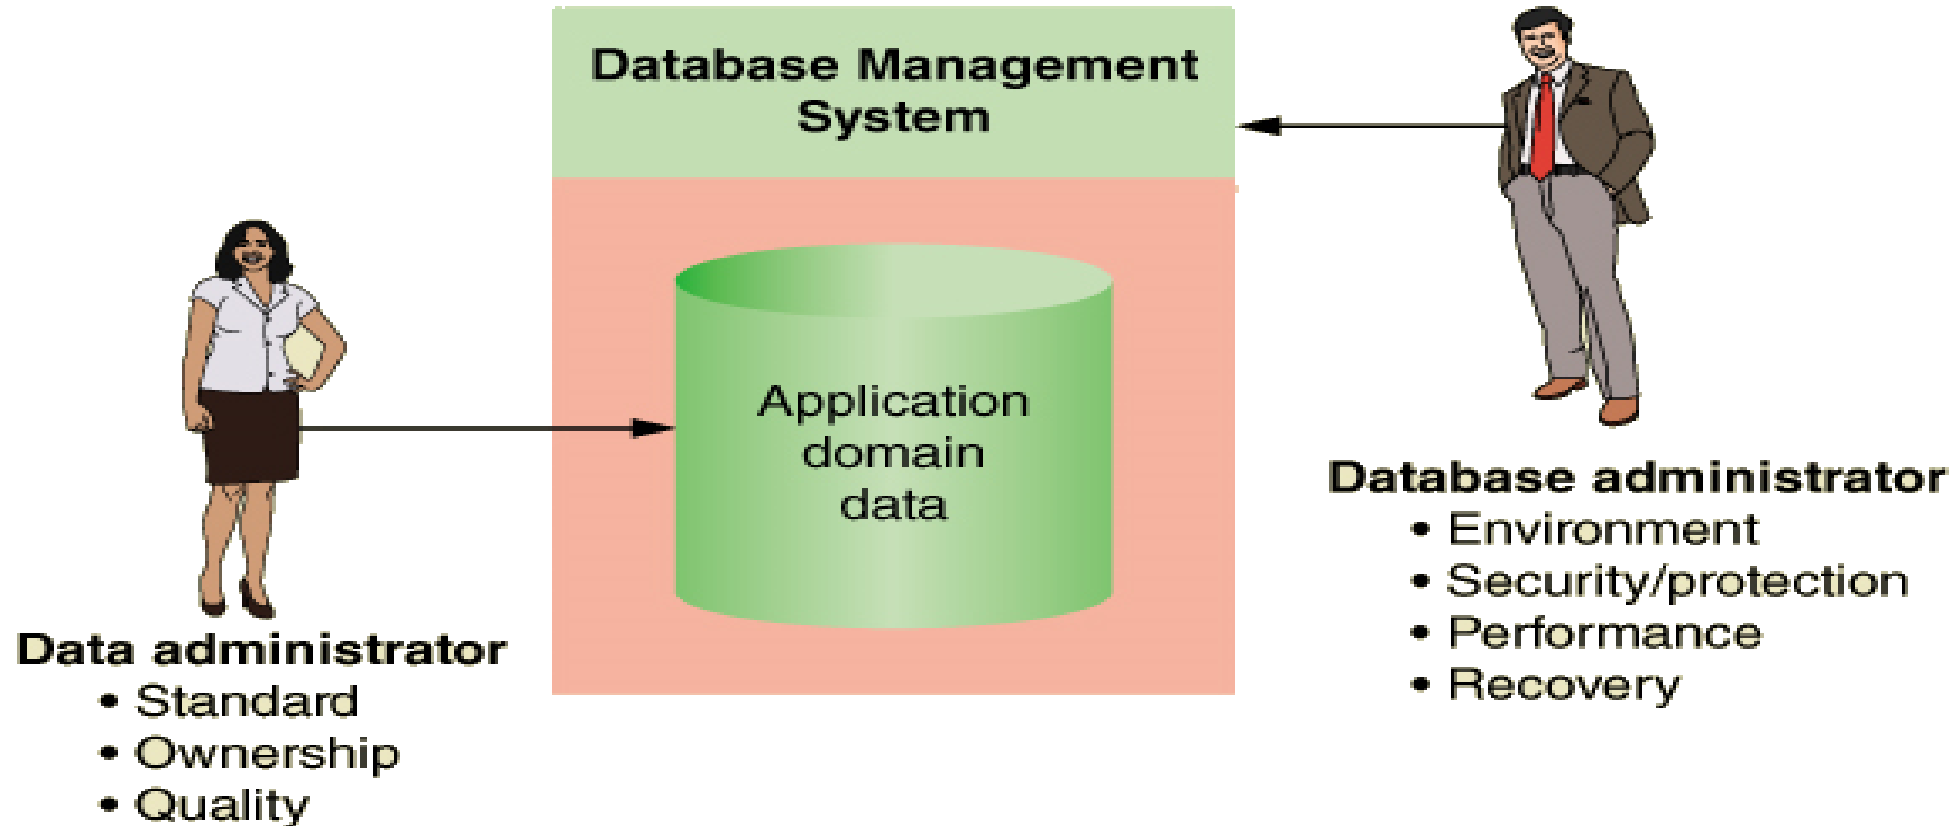 Database Management
System
Application
domain
data
Data administrator
• Standard
• Ownership
• Quality
Database administrator
• Environment
• Security/protection
• Performance
• Recovery